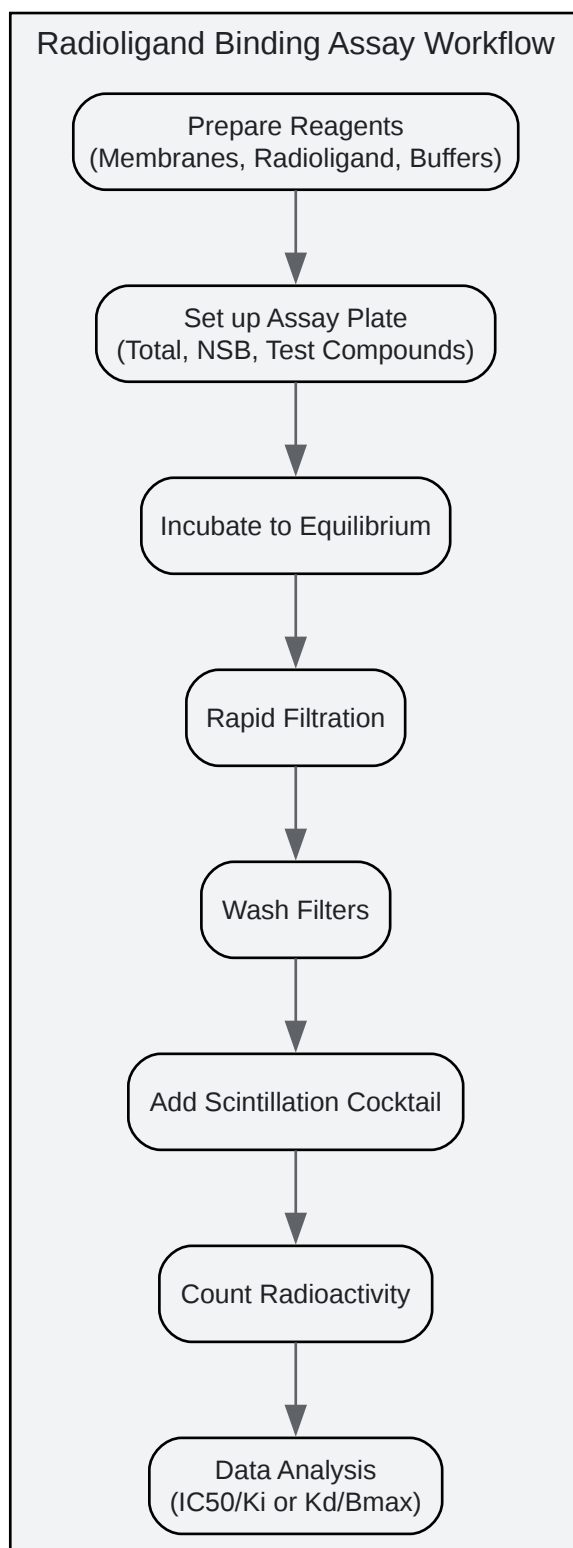 Radioligand Binding Assay Workflow
Prepare Reagents
(Membranes, Radioligand, Buffers)
Set up Assay Plate
(Total, NSB, Test Compounds)
Incubate to Equilibrium
Rapid Filtration
Wash Filters
Add Scintillation Cocktail
Count Radioactivity
Data Analysis
(IC50/Ki or Kd/Bmax)